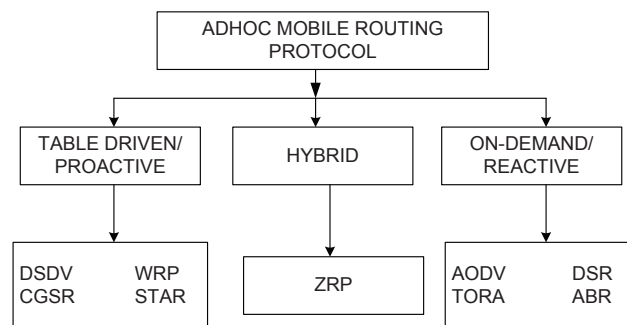 ADHOC MOBILE ROUTING
PROTOCOL
TABLE DRIVEN/
PROACTIVE
HYBRID
ON-DEMAND/
REACTIVE
DSDV WRP
CGSR STAR
ZRP
AODV DSR
TORA ABR